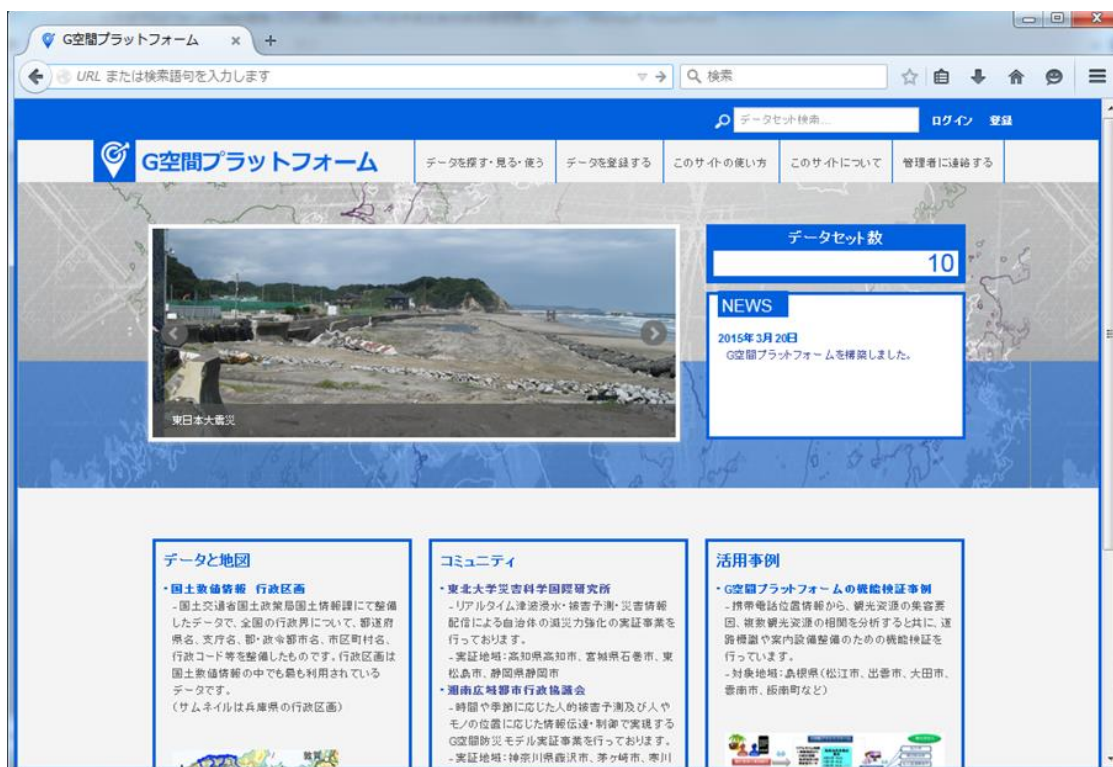 G空間プラットフォーム
URL または検索語句を入力します
検索
データセット検索...
ログイン 登録
G空間プラットフォーム
データを探す・見る・使う
データを登録する
このサイトの使い方
このサイトについて
管理者に連絡する
東日本大震災
データセット数
10
NEWS
2015年3月20日
G空間プラットフォームを構築しました。
データと地図
・国土数値情報 行政区画
-国土交通省国土政策局国土情報課にて整備
したデータで、全国の行政界について、都道府
県名、支庁名、郡・政令都市名、市区町村名、
行政コード等を整備したものです。行政区画は
国土数値情報の中でも最も利用されている
データです。
(サムネイルは兵庫県の行政区画)
コミュニティ
・東北大学災害科学国際研究所
-リアルタイム津波浸水・被害予測・災害情報
配信による自治体の減災力強化の実証事業を
行っております。
-実証地域:高知県高知市、宮城県石巻市、東
松島市、静岡県静岡市
・湘南広域都市行政協議会
-時間や季節に応じた人的被害予測及び人や
モノの位置に応じた情報伝達・制御で実現する
G空間防災モデル実証事業を行っております。
-実証地域:神奈川県藤沢市、茅ヶ崎市、寒川
活用事例
・G空間プラットフォームの機能検証事例
-携帯電話位置情報から、観光資源の集客要
因、複数観光資源の相関を分析すると共に、道
路標識や案内設備整備のための機能検証を
行っています。
-対象地域:島根県(松江市、出雲市、大田市、
雲南市、飯南町など)
敦賀